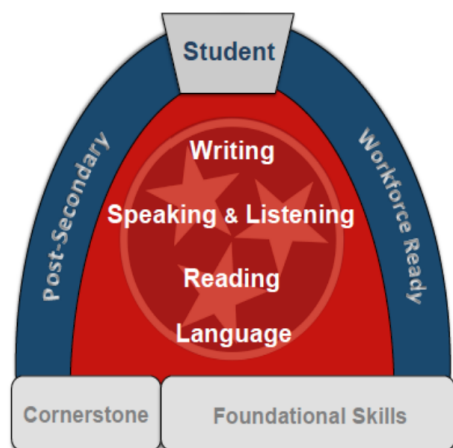 Student
Writing
Speaking & Listening
Reading
Language
Post-Secondary
Workforce Ready
Cornerstone
Foundational Skills